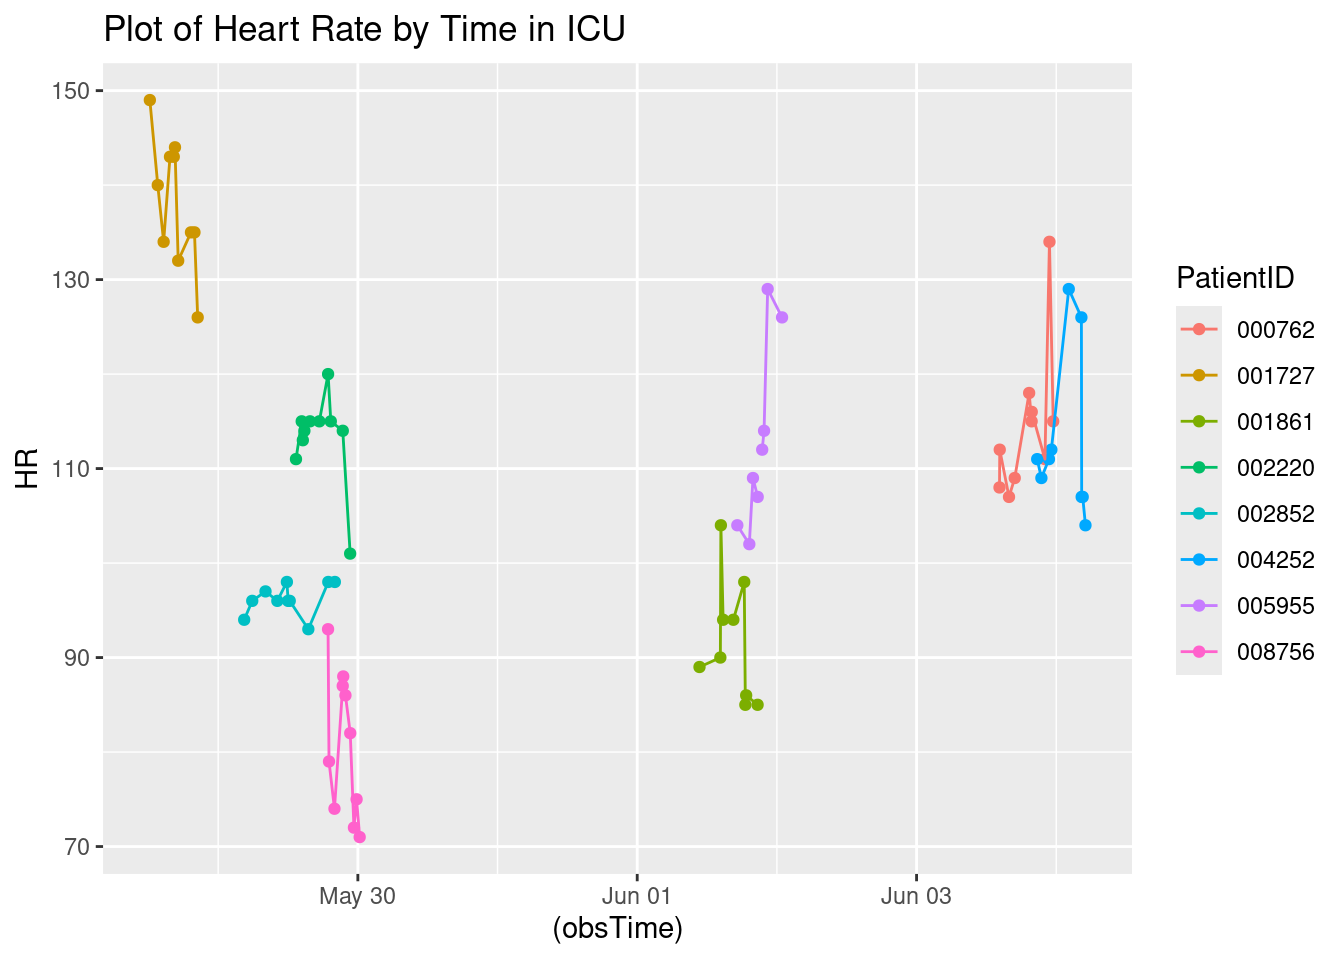 Plot of Heart Rate by Time in ICU
150
130
110
90
70
HR
May 30
Jun 01
Jun 03
(obsTime)
PatientID
000762
001727
001861
002220
002852
004252
005955
008756